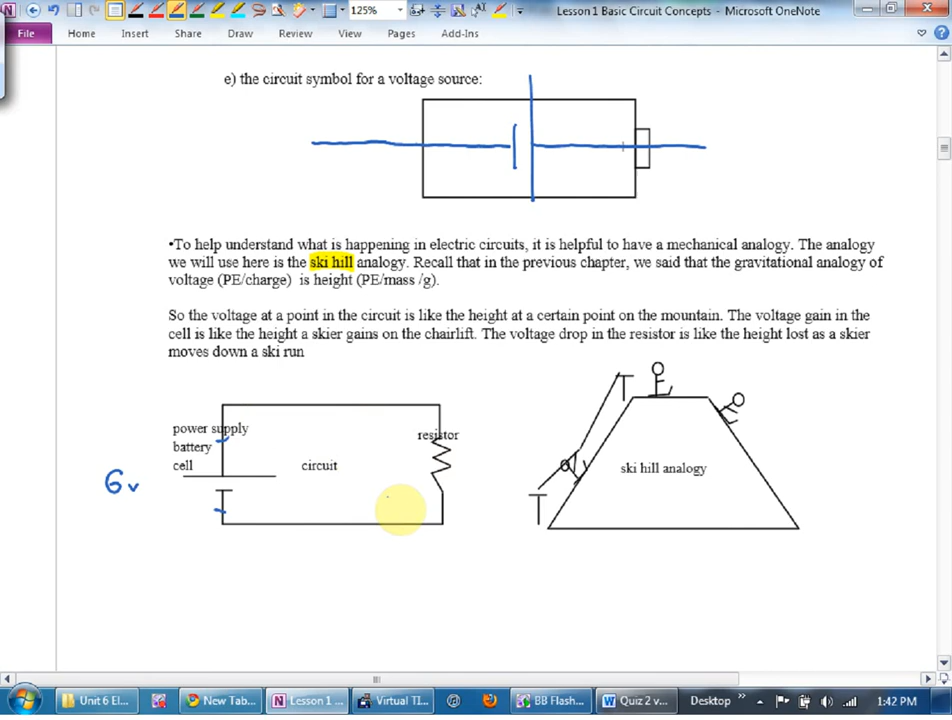 125%
Lesson 1 Basic Circuit Concepts - Microsoft OneNote
File Home Insert Share Draw Review View Pages Add-Ins
e) the circuit symbol for a voltage source:
•To help understand what is happening in electric circuits, it is helpful to have a mechanical analogy. The analogy
we will use here is the ski hill analogy. Recall that in the previous chapter, we said that the gravitational analogy of
voltage (PE/charge) is height (PE/mass /g).
So the voltage at a point in the circuit is like the height at a certain point on the mountain. The voltage gain in the
cell is like the height a skier gains on the chairlift. The voltage drop in the resistor is like the height lost as a skier
moves down a ski run
power supply
battery
cell
6v
circuit
resistor
ski hill analogy
Unit 6 El... New Tab... Lesson 1 ... Virtual TI... BB Flash... Quiz 2 v... Desktop 1:42 PM